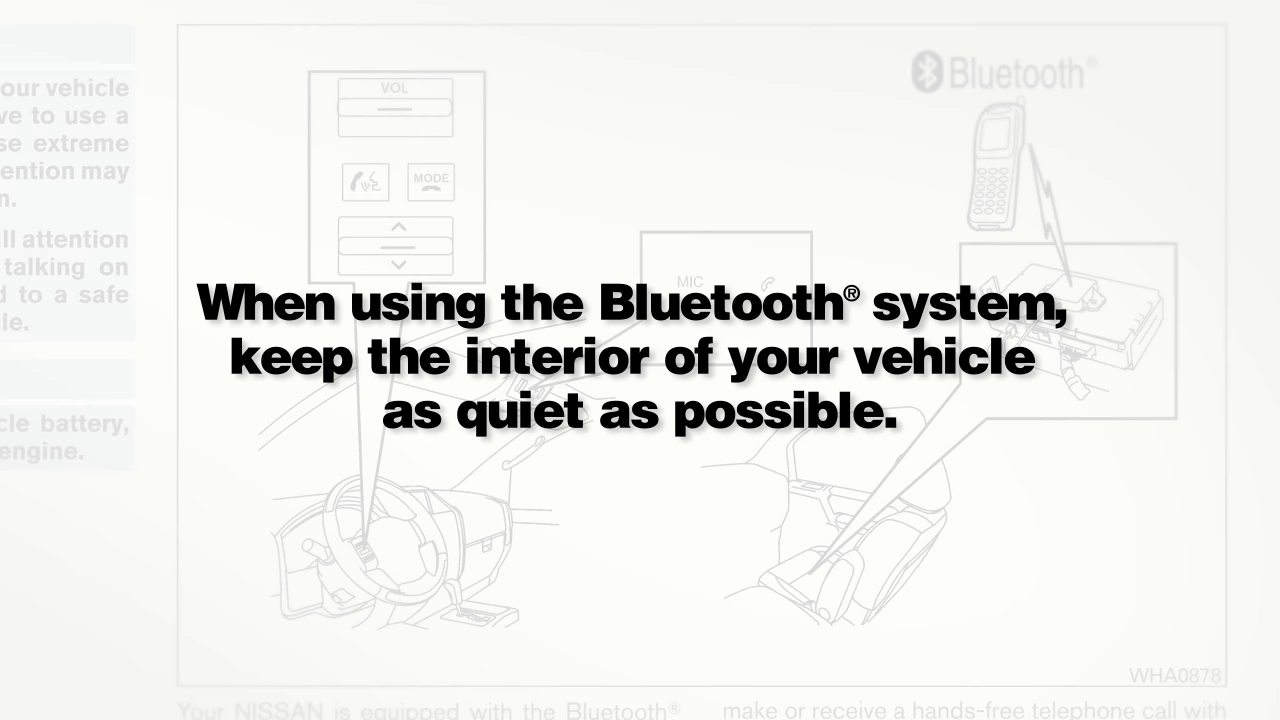 our vehicle
ve to use a
se extreme
ention may
n.
ll attention
talking on
d to a safe
le.
cle battery,
engine.
VOL
MODE
MIC
Bluetooth®
When using the Bluetooth® system,
keep the interior of your vehicle
as quiet as possible.
WHA0878
Your NISSAN is equipped with the Bluetooth®
make or receive a hands-free telephone call with